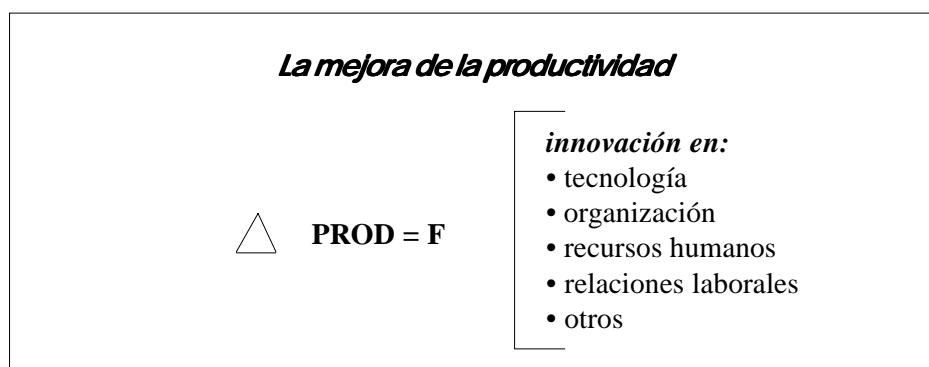 La mejora de la productividad
innovación en:
• tecnología
• organización
PROD = F
• recursos humanos
• relaciones laborales
• otros